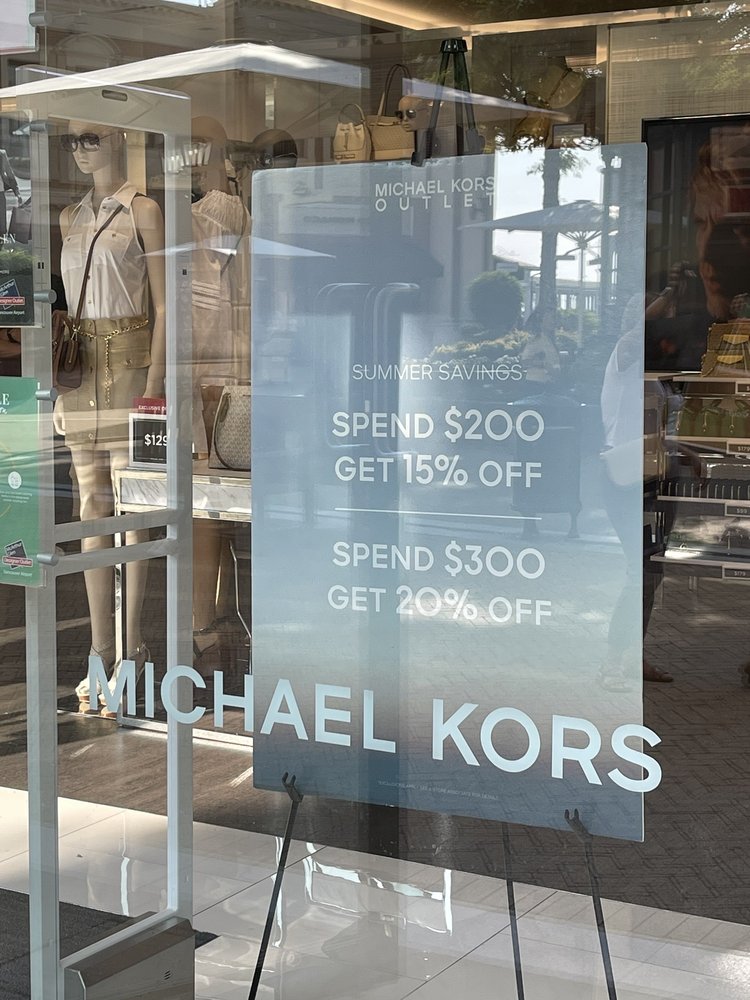 MICHAEL KORS
OUTLET
SUMMER SAVINGS
SPEND $200
GET 15% OFF
SPEND $300
GET 20% OFF
MICHAEL KORS